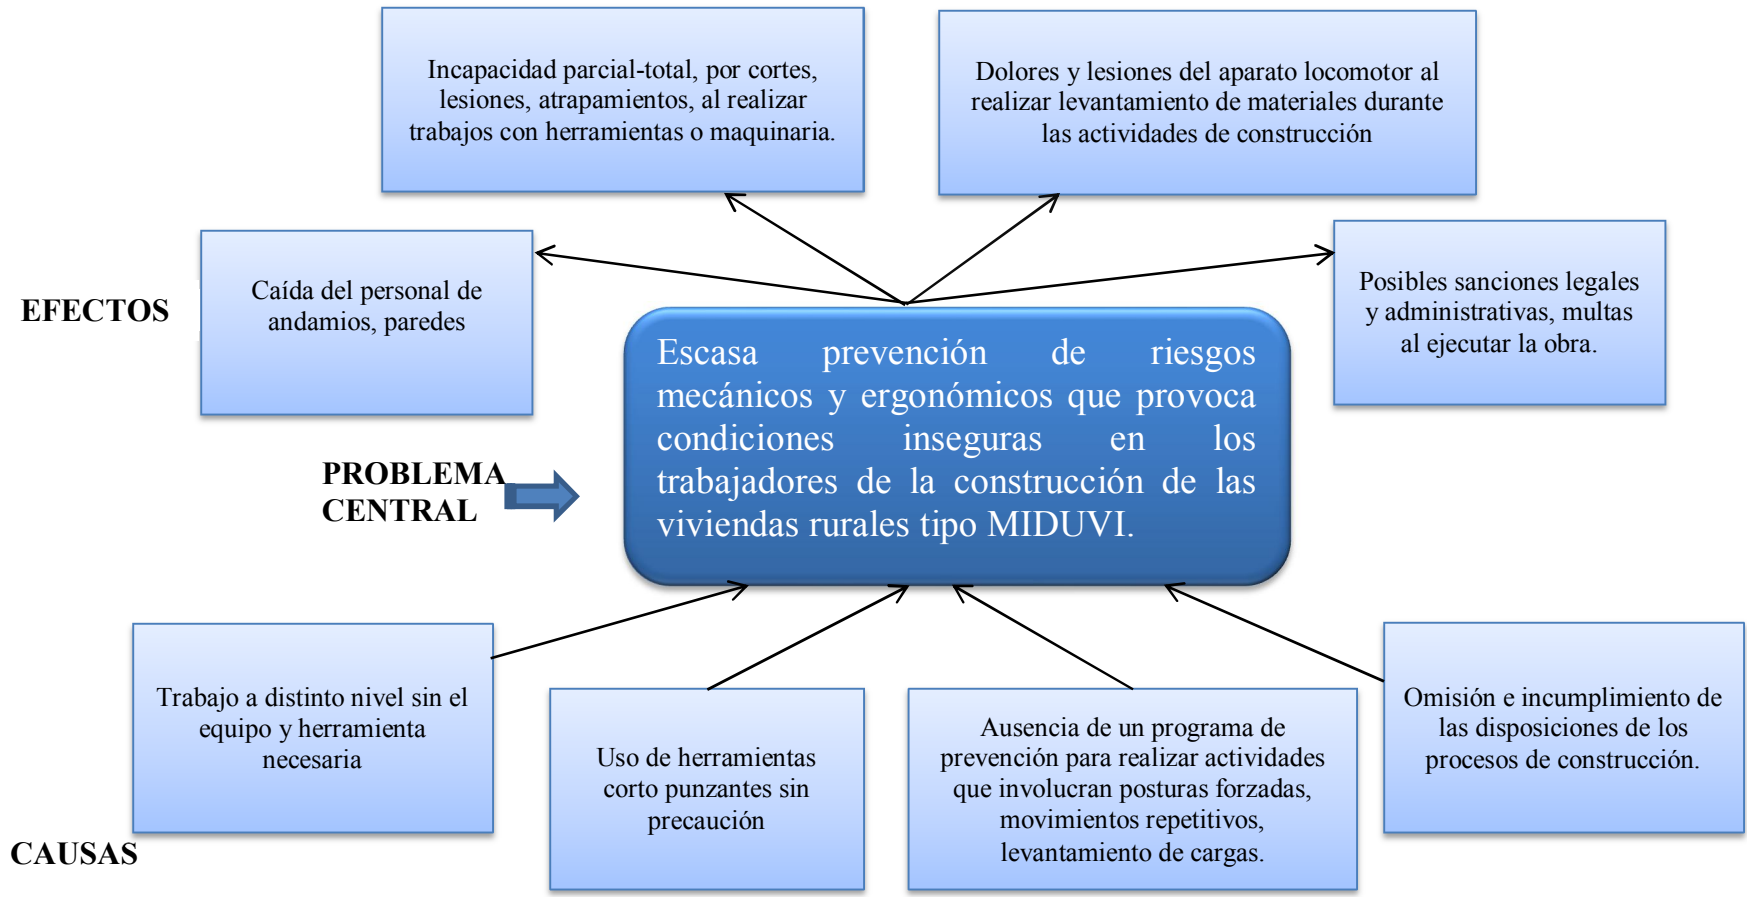 Incapacidad parcial-total, por cortes,
lesiones, atrapamientos, al realizar
trabajos con herramientas o maquinaria.
Dolores y lesiones del aparato locomotor al
realizar levantamiento de materiales durante
las actividades de construcción
EFECTOS
Caída del personal de
andamios, paredes
Posibles sanciones legales
y administrativas, multas
al ejecutar la obra.
PROBLEMA
CENTRAL
Escasa prevención de riesgos
mecánicos y ergonómicos que provoca
condiciones inseguras en los
trabajadores de la construcción de las
viviendas rurales tipo MIDUVI.
Trabajo a distinto nivel sin el
equipo y herramienta
necesaria
Uso de herramientas
corto punzantes sin
precaución
Ausencia de un programa de
prevención para realizar actividades
que involucran posturas forzadas,
movimientos repetitivos,
levantamiento de cargas.
Omisión e incumplimiento de
las disposiciones de los
procesos de construcción.
CAUSAS